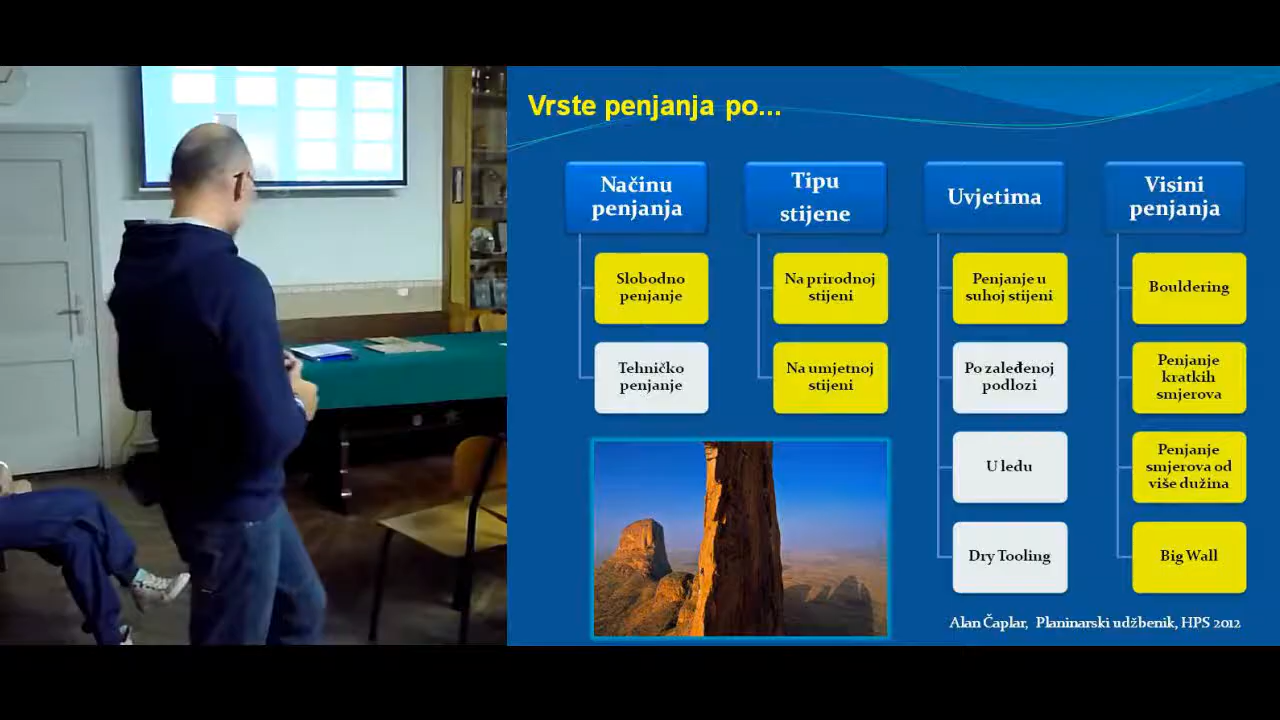 Vrste penjanja po...
Načinu
penjanja
Slobodno
penjanje
Tehničko
penjanje
Tipu
stijene
Na prirodnoj
stijeni
Na umjetnoj
stijeni
Uvjetima
Penjanje u
suhoj stijeni
Po zaleđenoj
podlozi
U ledu
Dry Tooling
Visini
penjanja
Bouldering
Penjanje
kratkih
smjerova
Penjanje
smjerova od
više dužina
Big Wall
Alan Čaplar, Planinarski udžbenik, HPS 2012